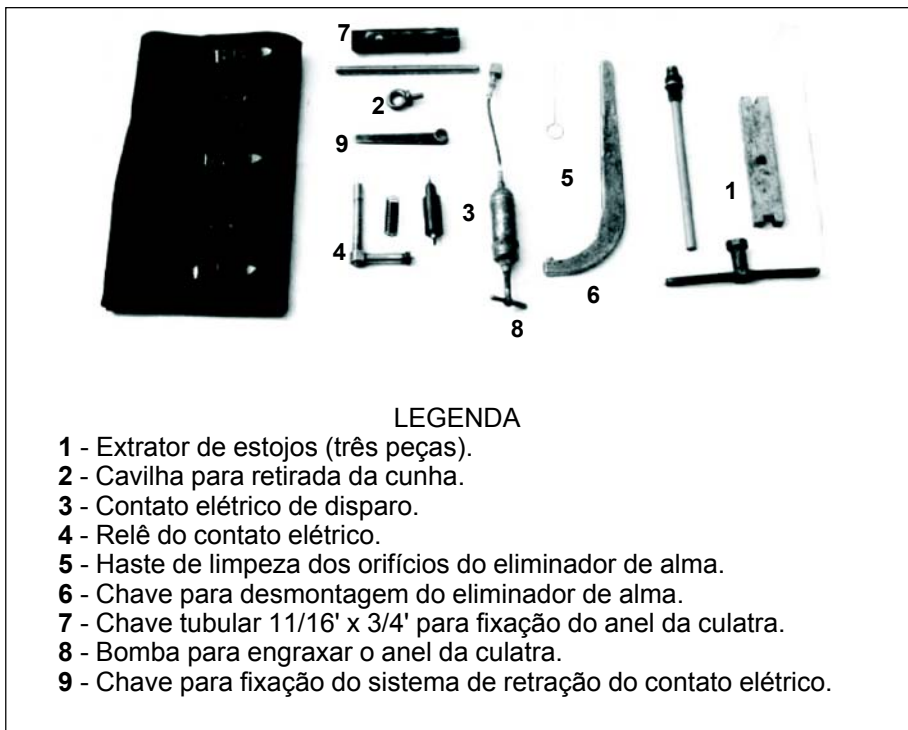 7
2
9
3
5
1
4
6
8
LEGENDA
1 - Extrator de estojos (três peças).
2 - Cavilha para retirada da cunha.
3 - Contato elétrico de disparo.
4 - Relê do contato elétrico.
5 - Haste de limpeza dos orifícios do eliminador de alma.
6 - Chave para desmontagem do eliminador de alma.
7 - Chave tubular 11/16' x 3/4' para fixação do anel da culatra.
8 - Bomba para engraxar o anel da culatra.
9 - Chave para fixação do sistema de retração do contato elétrico.